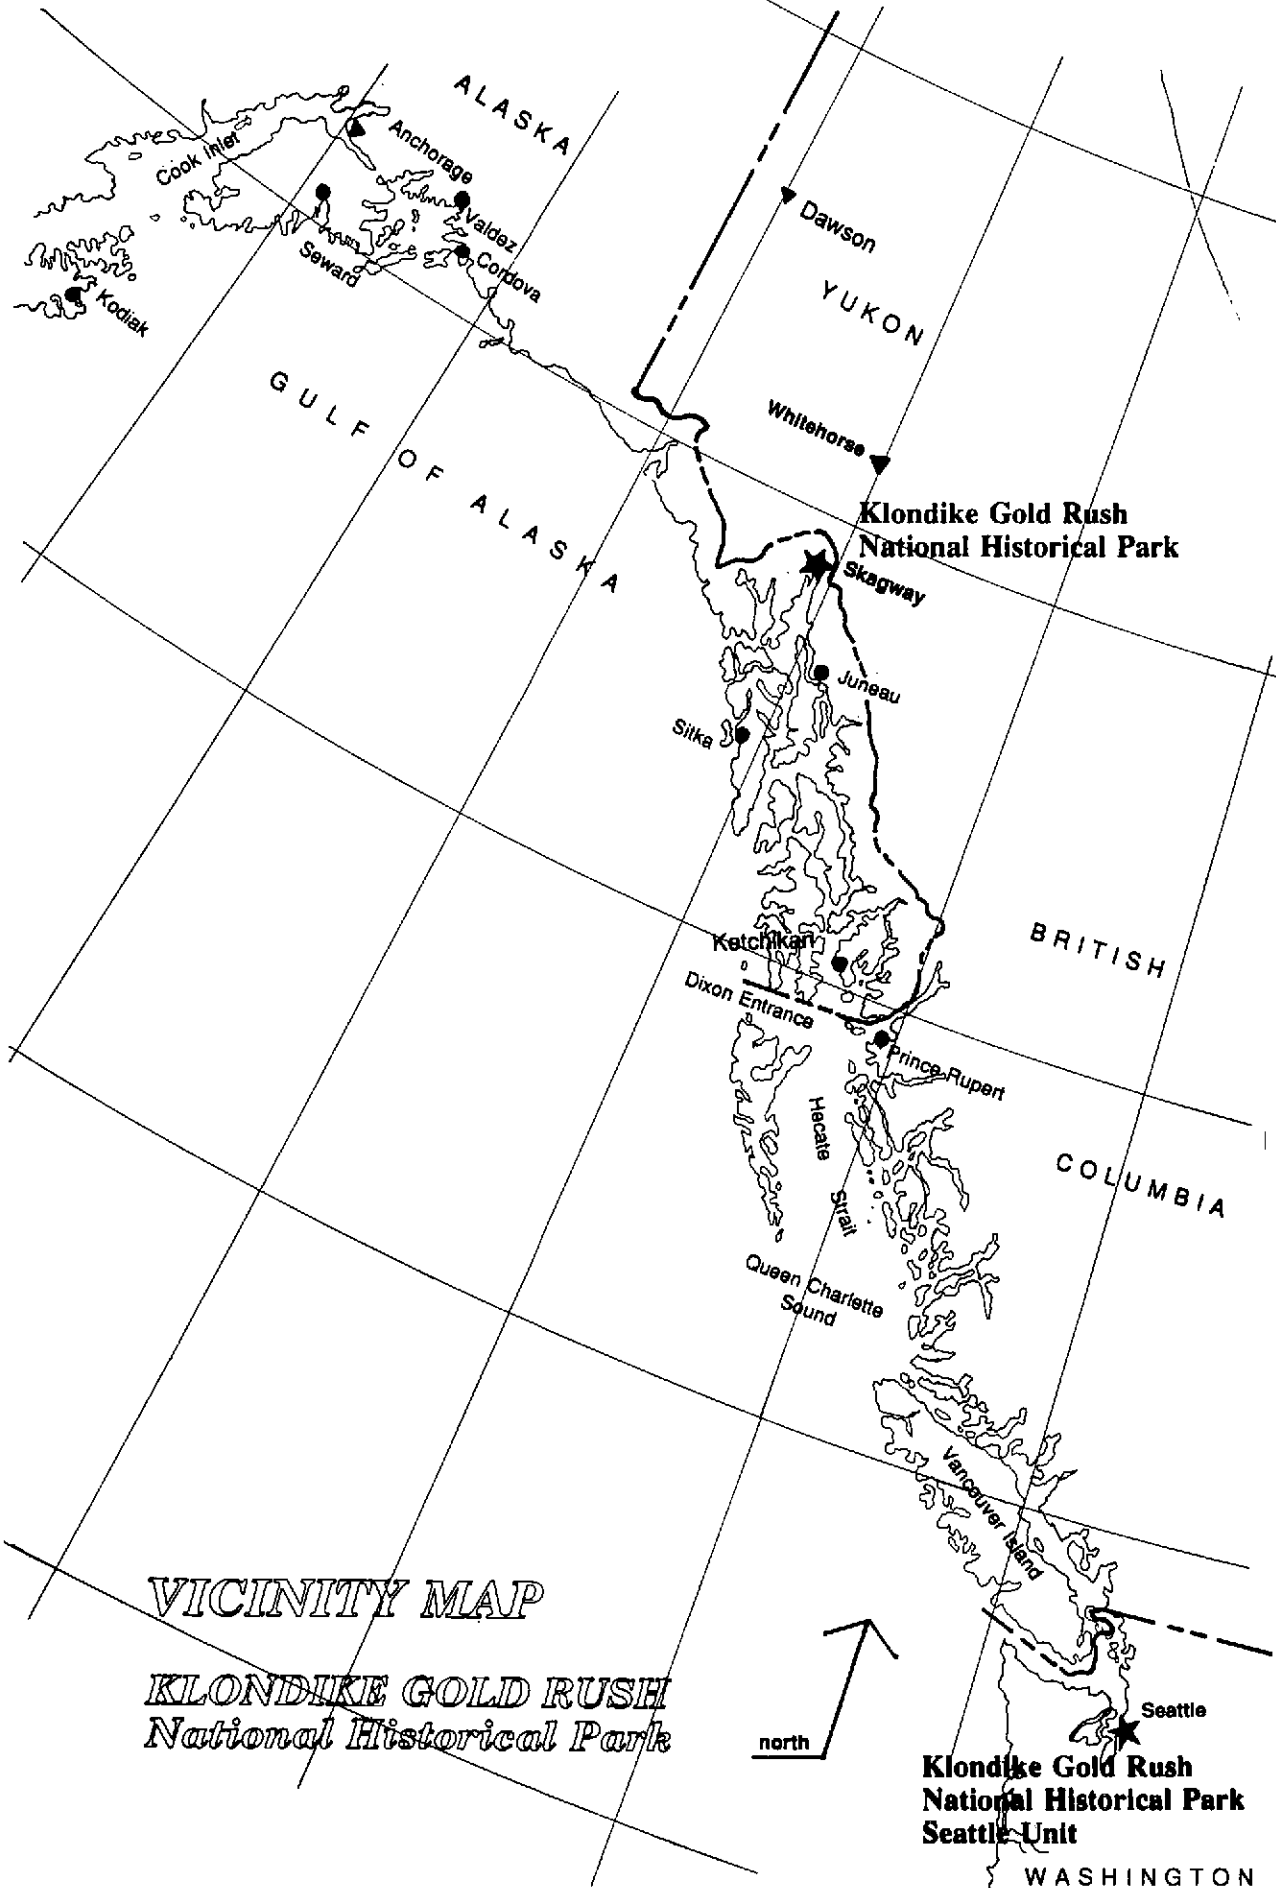 ALASKA
Anchorage
Cook Inlet
Valdez
Cordova
Seward
Kodiak
Dawson
YUKON
Whitehorse
GULF OF ALASKA
Klondike Gold Rush
National Historical Park
Skagway
Juneau
Sitka
Ketchikan
Dixon Entrance
BRITISH
COLUMBIA
Prince Rupert
Hecate
Strait
Queen Charlette
Sound
Vancouver Island
VICINITY MAP
KLONDIKE GOLD RUSH
National Historical Park
north
Seattle
Klondike Gold Rush
National Historical Park
Seattle Unit
WASHINGTON